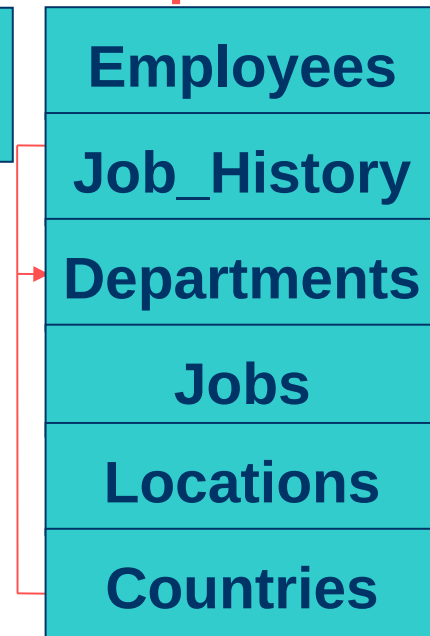 Employees
Job_History
Departments
Jobs
Locations
Countries